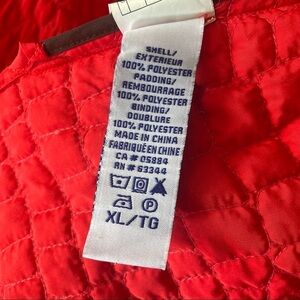 SHELL/
EXTERIEUR
100% POLYESTER
PADDING/
REMBOURRAGE
100% POLYESTER
BINDING/
DOUBLURE
100% POLYESTER
MADE IN CHINA
FABRIQUÉ EN CHINE
CA # 05884
RN # 63344
P
XL/TG